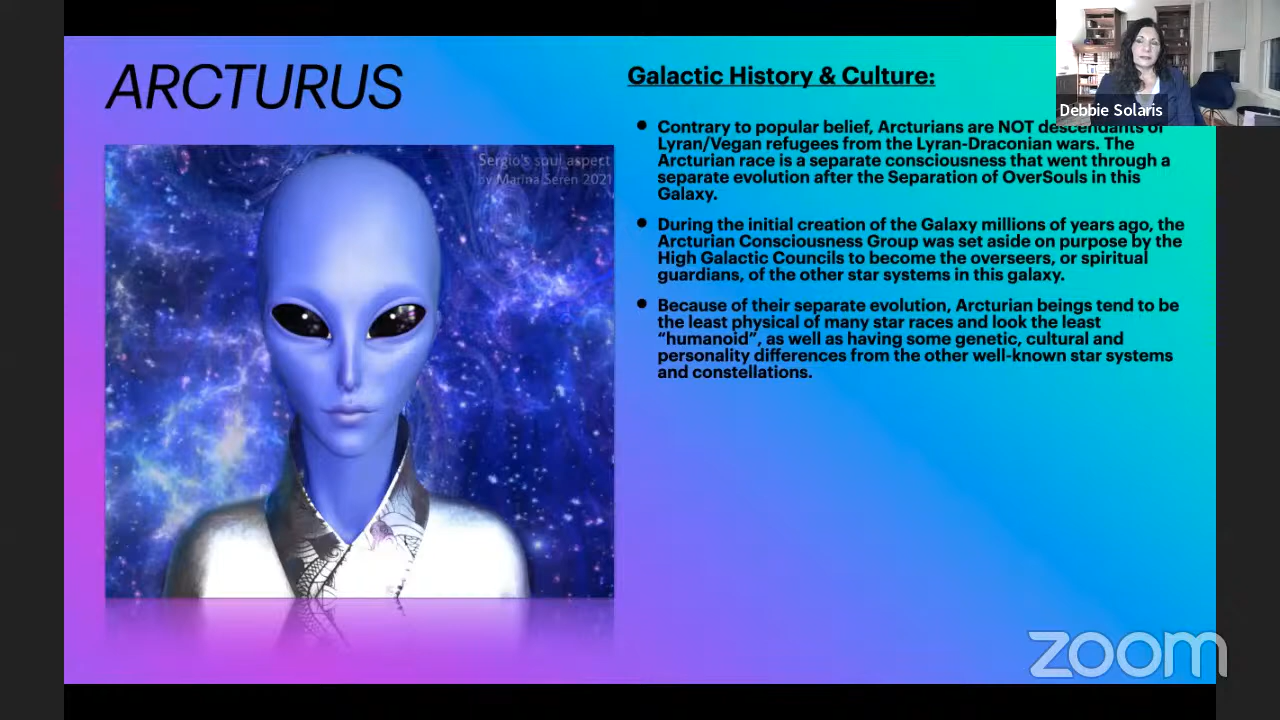 ARCTURUS
Sergio's soul aspect
by Marina Seren 2021
Galactic History & Culture:
• Contrary to popular belief, Arcturians are NOT descendants of
Lyran/Vegan refugees from the Lyran-Draconian wars. The
Arcturian race is a separate consciousness that went through a
separate evolution after the Separation of OverSouls in this
Galaxy.
• During the initial creation of the Galaxy millions of years ago, the
Arcturian Consciousness Group was set aside on purpose by the
High Galactic Councils to become the overseers, or spiritual
guardians, of the other star systems in this galaxy.
• Because of their separate evolution, Arcturian beings tend to be
the least physical of many star races and look the least
“humanoid”, as well as having some genetic, cultural and
personality differences from the other well-known star systems
and constellations.
Debbie Solaris
zoom